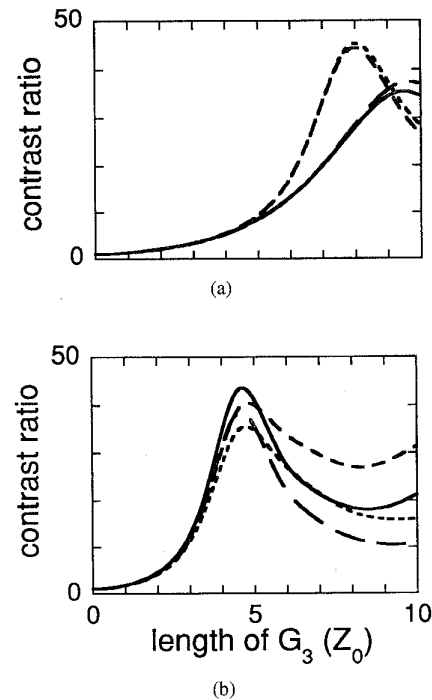 50
contrast ratio
0
(a)
50
contrast ratio
0
0 5 10
length of G3 (Z0)
(b)